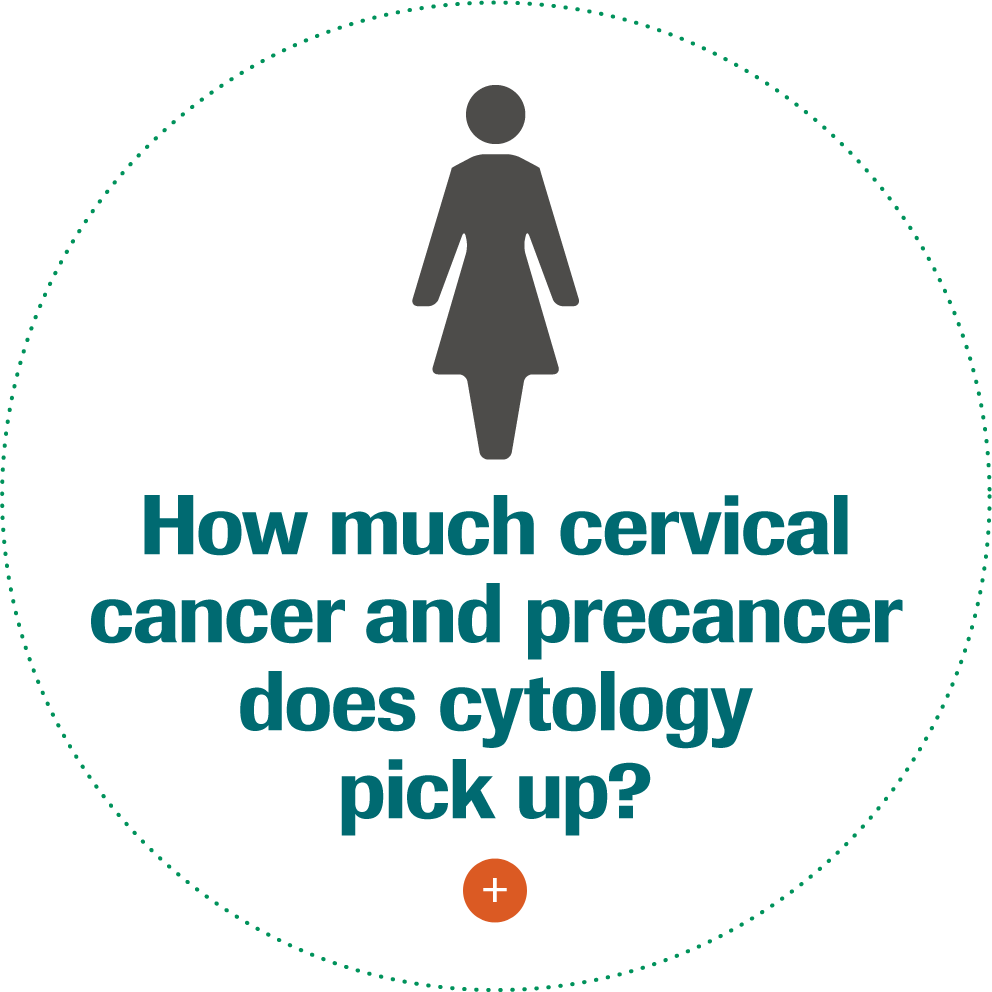 How much cervical
cancer and precancer
does cytology
pick up?
+